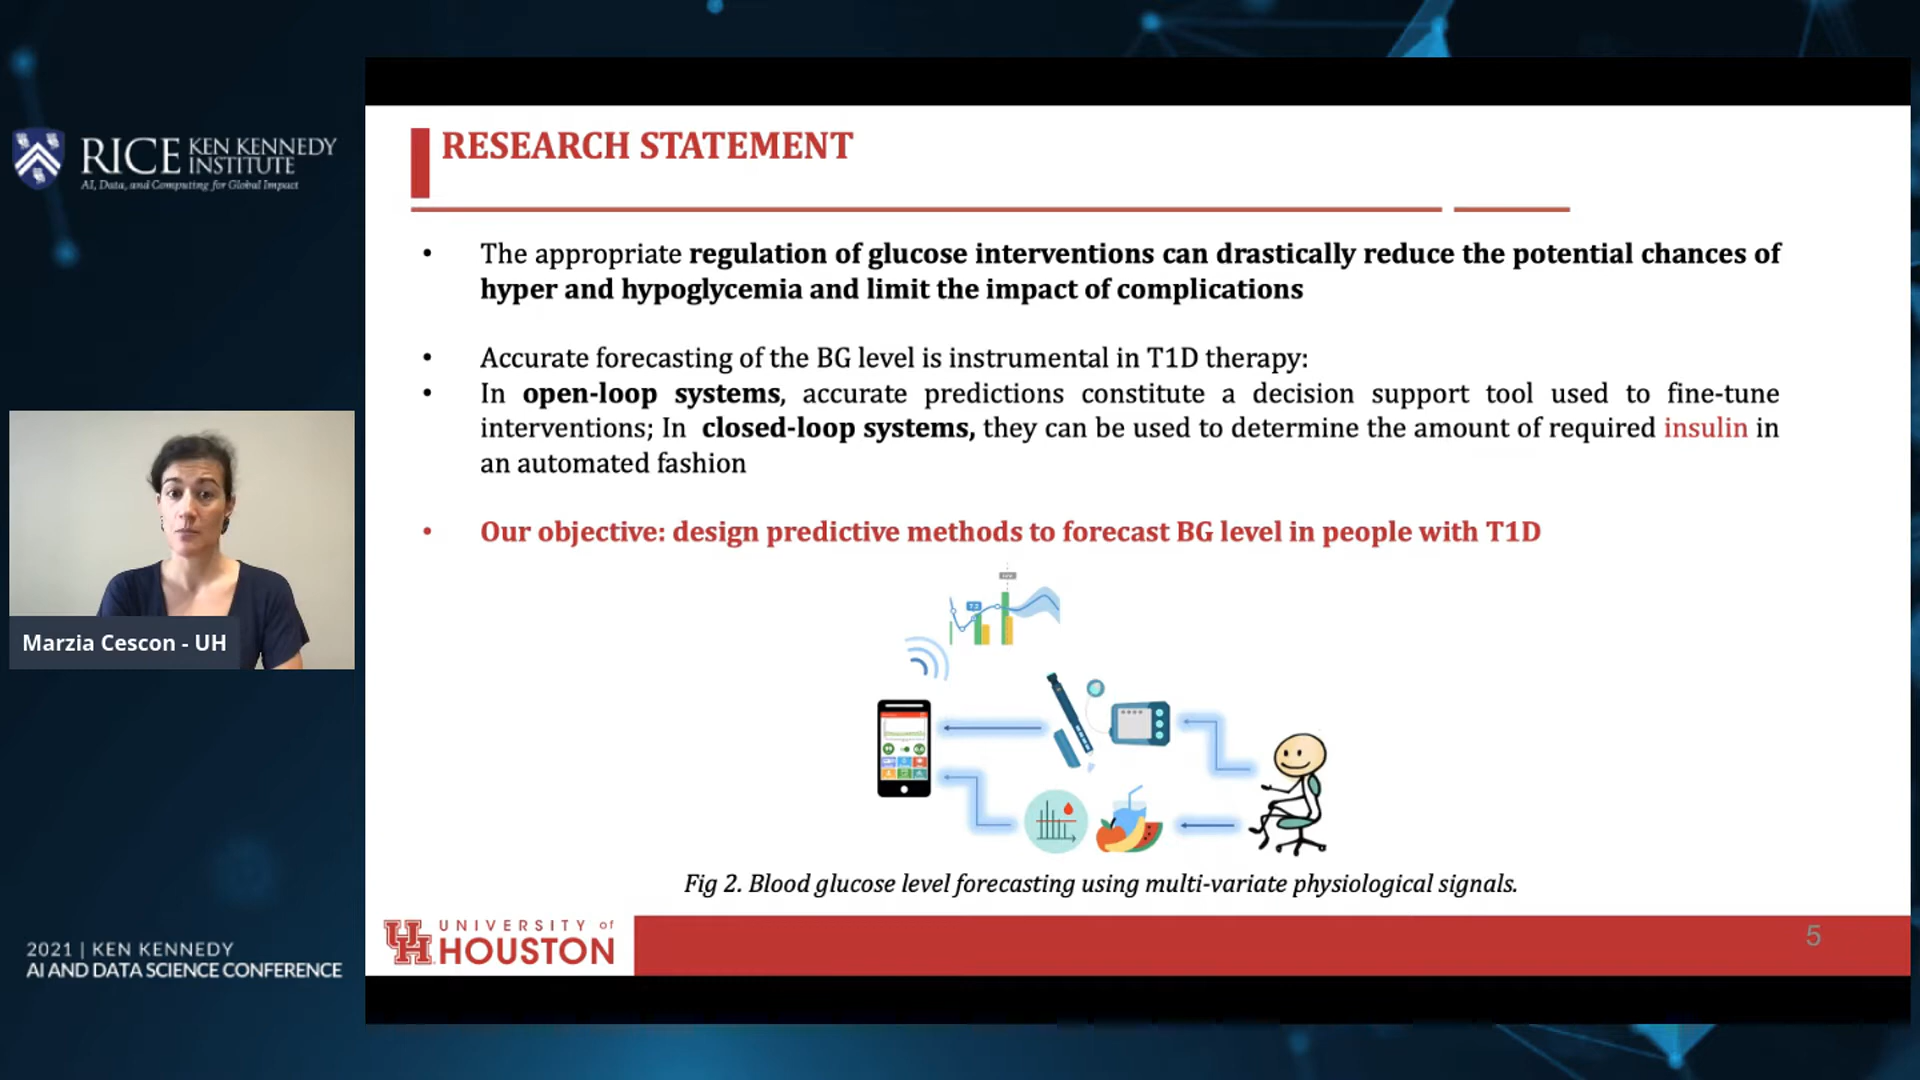 RICE KEN KENNEDY
INSTITUTE
AI, Data, and Computing for Global Impact
RESEARCH STATEMENT
• The appropriate regulation of glucose interventions can drastically reduce the potential chances of
hyper and hypoglycemia and limit the impact of complications
• Accurate forecasting of the BG level is instrumental in T1D therapy:
• In open-loop systems, accurate predictions constitute a decision support tool used to fine-tune
interventions; In closed-loop systems, they can be used to determine the amount of required insulin in
an automated fashion
• Our objective: design predictive methods to forecast BG level in people with T1D
Marzia Cescon - UH
Fig 2. Blood glucose level forecasting using multi-variate physiological signals.
UNIVERSITY of
HOUSTON
5
2021 | KEN KENNEDY
AI AND DATA SCIENCE CONFERENCE